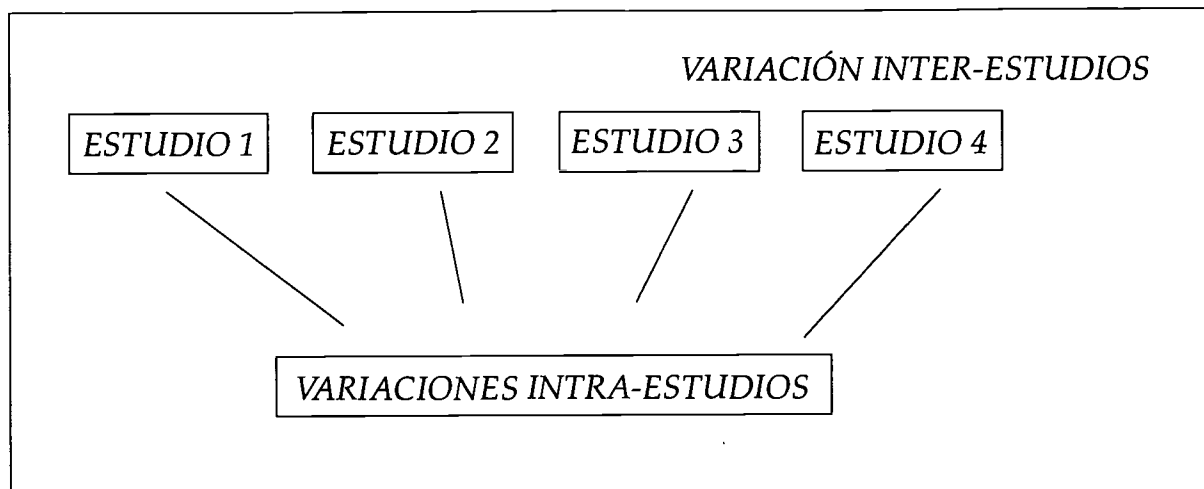 VARIACIÓN INTER-ESTUDIOS
ESTUDIO 1
ESTUDIO 2
ESTUDIO 3
ESTUDIO 4
VARIACIONES INTRA-ESTUDIOS